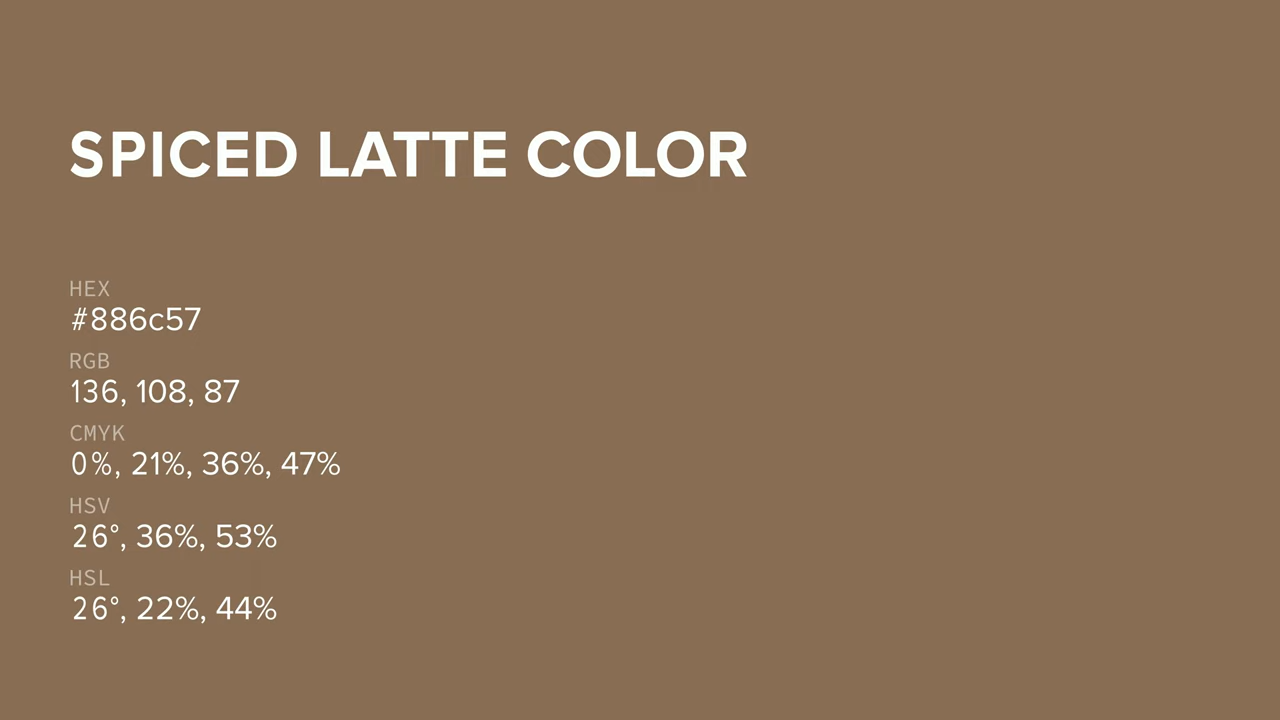 SPICED LATTE COLOR
HEX
#886c57
RGB
136, 108, 87
CMYK
0%, 21%, 36%, 47%
HSV
26°, 36%, 53%
HSL
26°, 22%, 44%